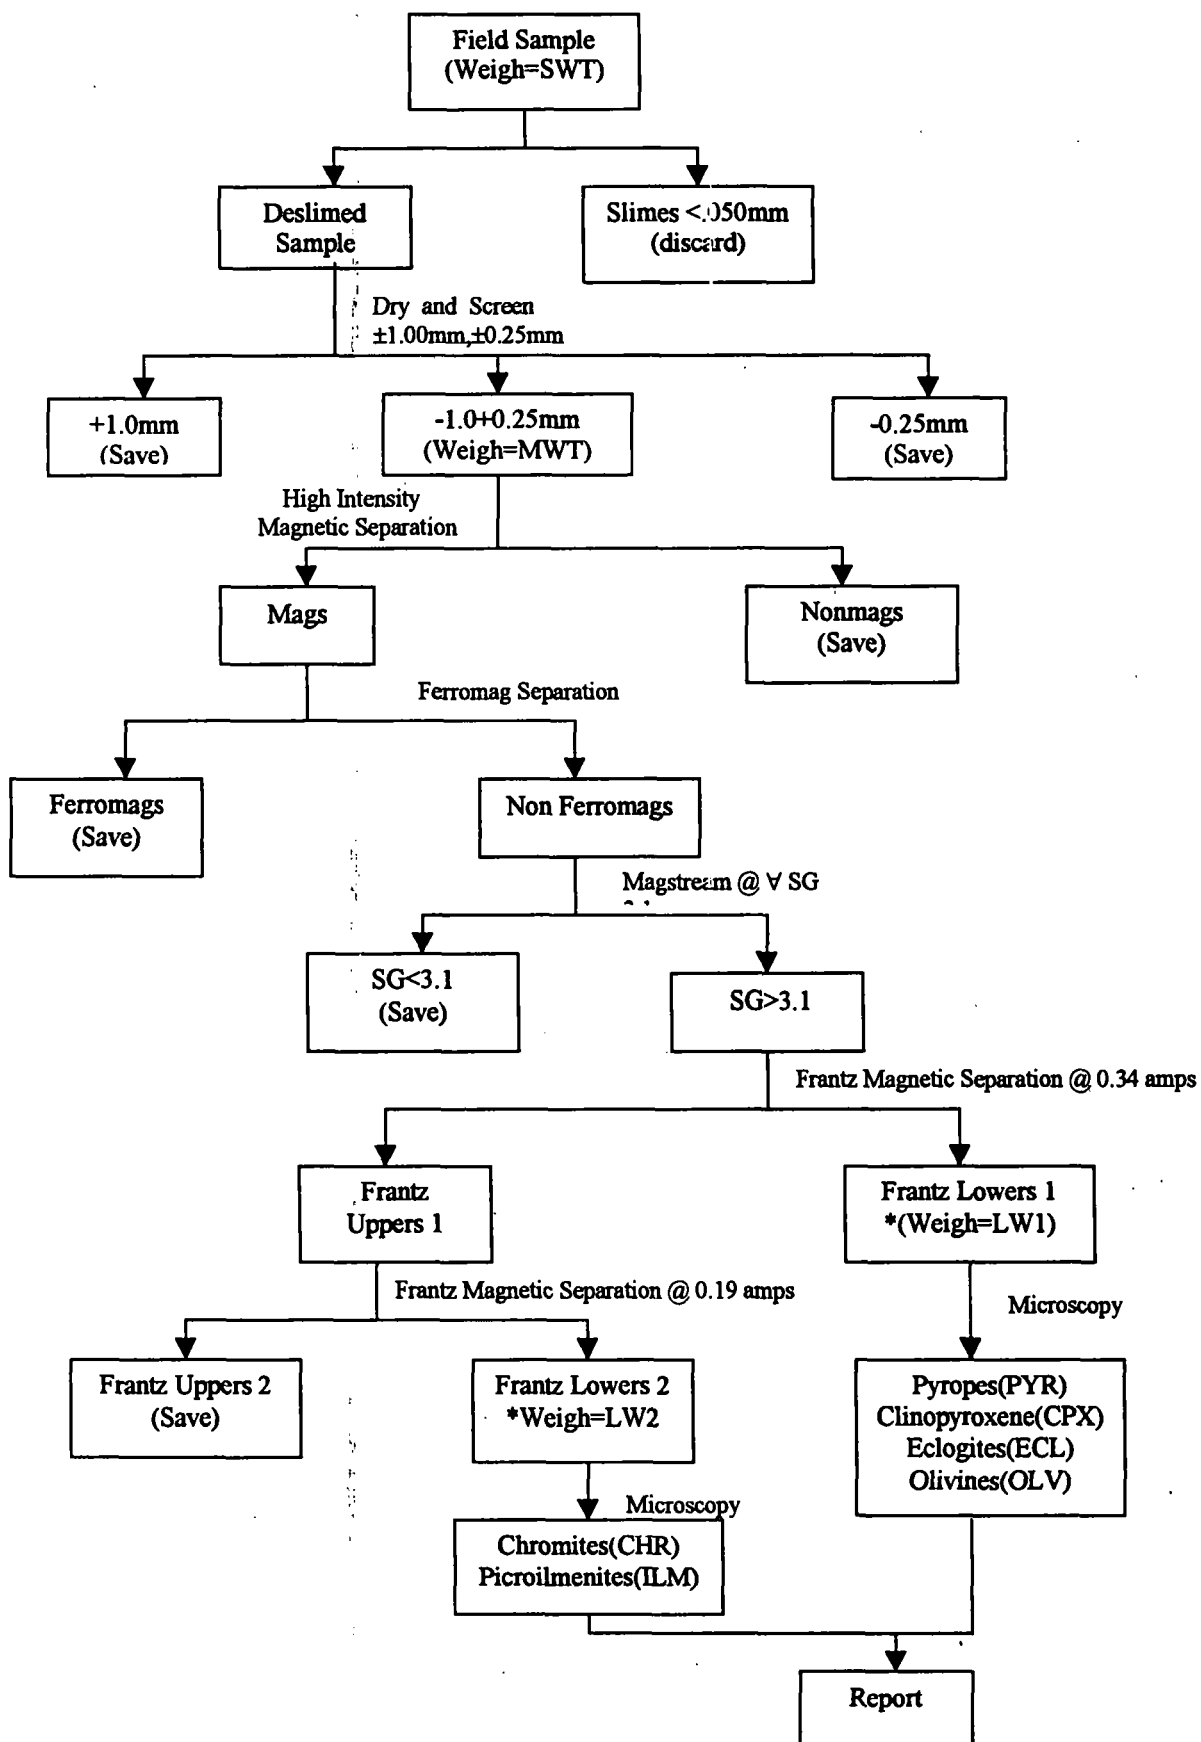 Field Sample
(Weigh=SWT)
Deslimed
Sample
Slimes <.050mm
(discard)
Dry and Screen
±1.00mm,±0.25mm
+1.0mm
(Save)
-1.0+0.25mm
(Weigh=MWT)
-0.25mm
(Save)
High Intensity
Magnetic Separation
Mags
Nonmags
(Save)
Ferromag Separation
Ferromags
(Save)
Non Ferromags
Magstream @ ∀ SG
SG<3.1
(Save)
SG>3.1
Frantz Magnetic Separation @ 0.34 amps
Frantz
Uppers 1
Frantz Lowers 1
*(Weigh=LW1)
Frantz Magnetic Separation @ 0.19 amps
Microscopy
Frantz Uppers 2
(Save)
Frantz Lowers 2
*Weigh=LW2
Pyropes(PYR)
Clinopyroxene(CPX)
Eclogites(ECL)
Olivines(OLV)
Microscopy
Chromites(CHR)
Picroilmenites(ILM)
Report